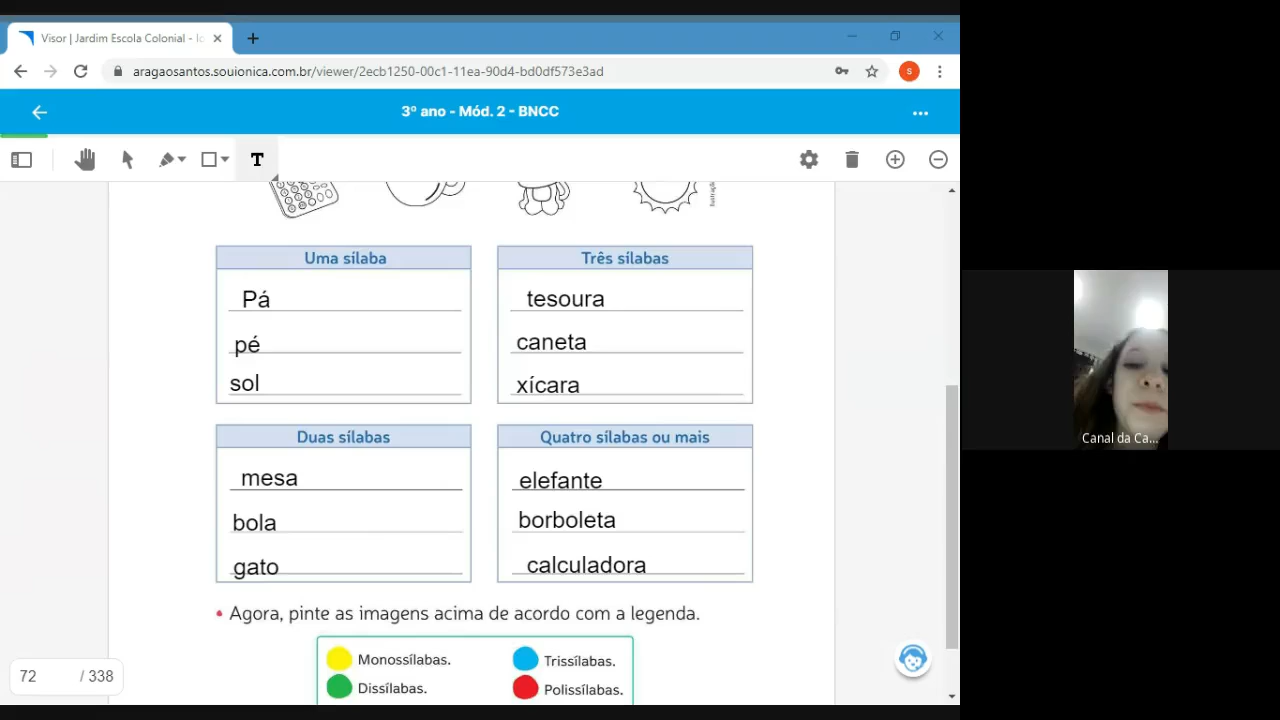 Visor | Jardim Escola Colonial - Io
aragaosantos.souionica.com.br/viewer/2ecb1250-00c1-11ea-90d4-bd0df573e3ad
S
3º ano - Mód. 2 - BNCC
T
Uma sílaba
Pá
pé
sol
Três sílabas
tesoura
caneta
xícara
Duas sílabas
mesa
bola
gato
Quatro sílabas ou mais
elefante
borboleta
calculadora
• Agora, pinte as imagens acima de acordo com a legenda.
Monossílabas.
Trissílabas.
Dissílabas.
Polissílabas.
72 / 338
Canal da Ca...